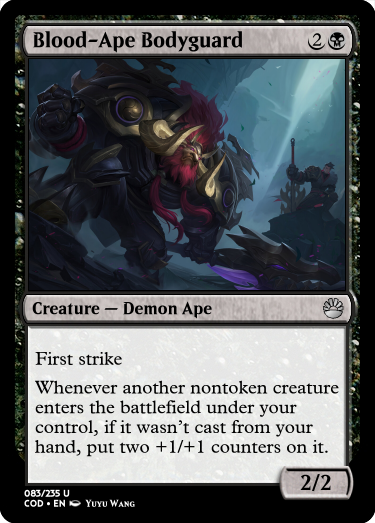 Blood-Ape Bodyguard 2
Creature — Demon Ape
First strike
Whenever another nontoken creature
enters the battlefield under your
control, if it wasn't cast from your
hand, put two +1/+1 counters on it.
2/2
083/235 U
COD • EN Yuyu Wang